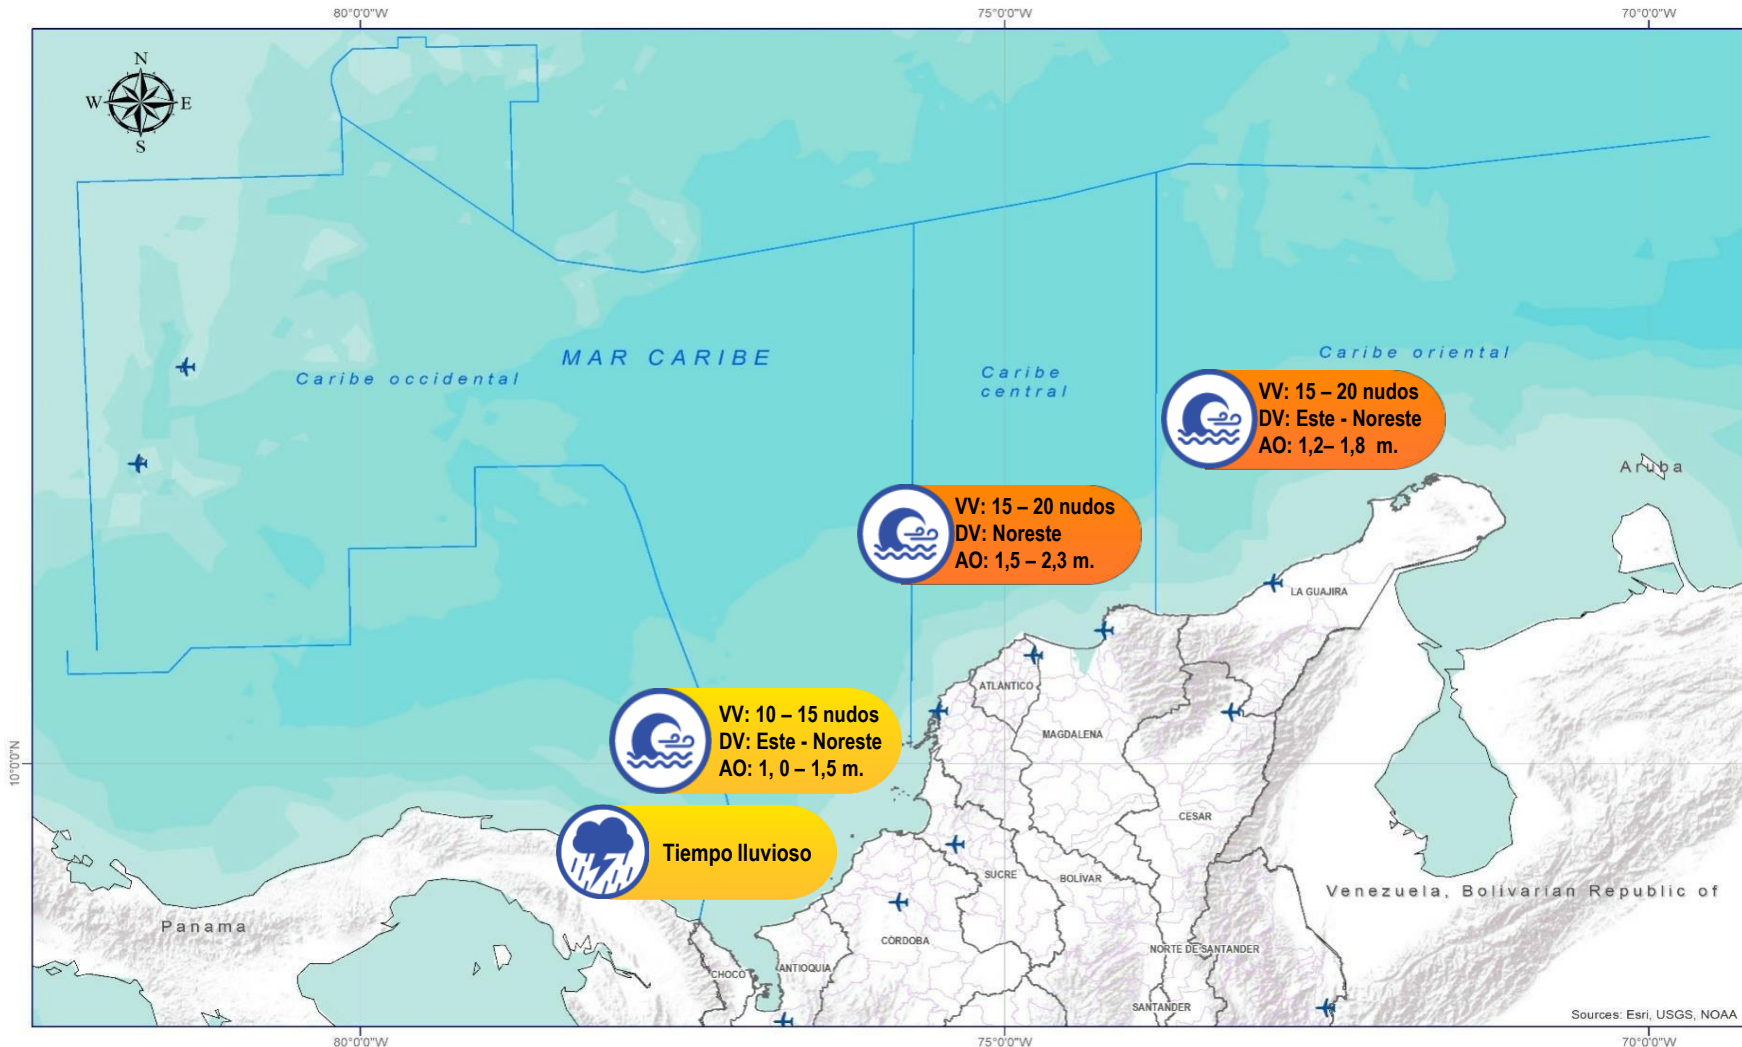 80°0'0"W
75°0'0"W
70°0'0"W
N
W
E
S
MAR CARIBE
Caribe occidental
Caribe
central
Caribe oriental
VV: 15 – 20 nudos
DV: Este - Noreste
AO: 1,2– 1,8 m.
Aruba
VV: 15 – 20 nudos
DV: Noreste
AO: 1,5 – 2,3 m.
LA GUAJIRA
ATLÁNTICO
MAGDALENA
VV: 10 – 15 nudos
DV: Este - Noreste
AO: 1, 0 – 1,5 m.
10°0'0"N
CESAR
Tiempo lluvioso
SUCRE
BOLÍVAR
Venezuela, Bolivarian Republic of
Panama
CÓRDOBA
NORTE DE SANTANDER
CHOCO
ANTIOQUIA
SANTANDER
Sources: Esri, USGS, NOAA
80°0'0"W
75°0'0"W
70°0'0"W